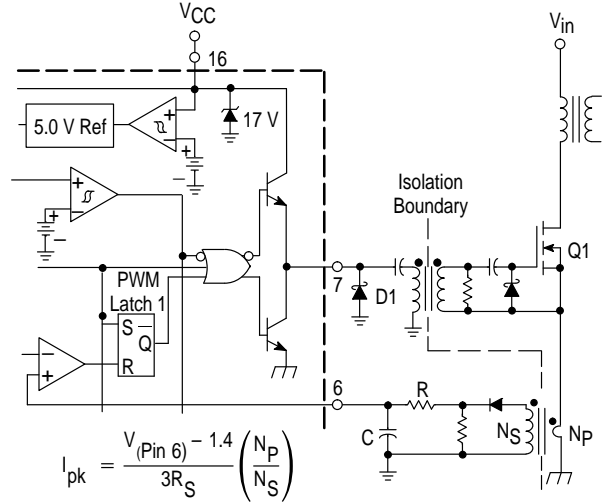 VCC
16
Vin
5.0 V Ref
+
–
+
–
17 V
+
–
+
–
Isolation
Boundary
Q1
PWM
Latch 1
7
D1
S
Q
R
–
+
6
R
C
NS
NP
Ipk = V(Pin 6) – 1.4 / 3RS (NP / NS)